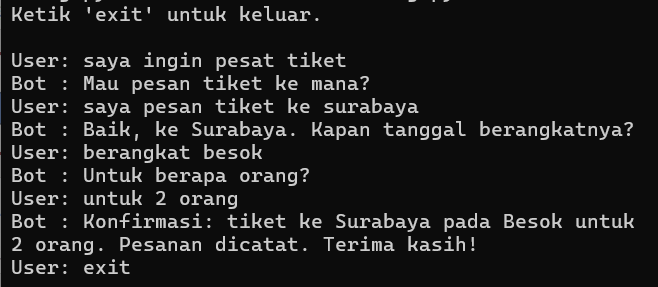 Ketik 'exit' untuk keluar.
User: saya ingin pesat tiket
Bot : Mau pesan tiket ke mana?
User: saya pesan tiket ke surabaya
Bot : Baik, ke Surabaya. Kapan tanggal berangkatnya?
User: berangkat besok
Bot : Untuk berapa orang?
User: untuk 2 orang
Bot : Konfirmasi: tiket ke Surabaya pada Besok untuk
2 orang. Pesanan dicatat. Terima kasih!
User: exit